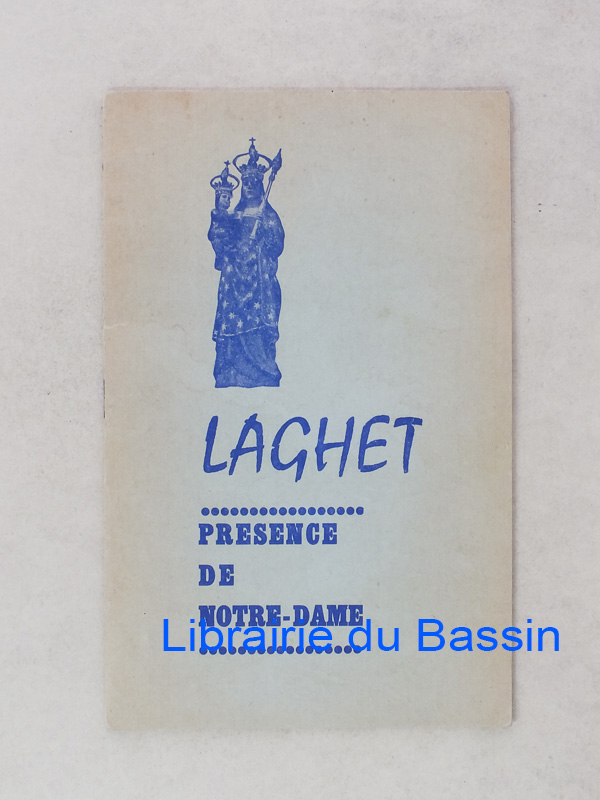 LAGHET
PRESENCE
DE
NOTRE-DAME
Librairie du Bassin